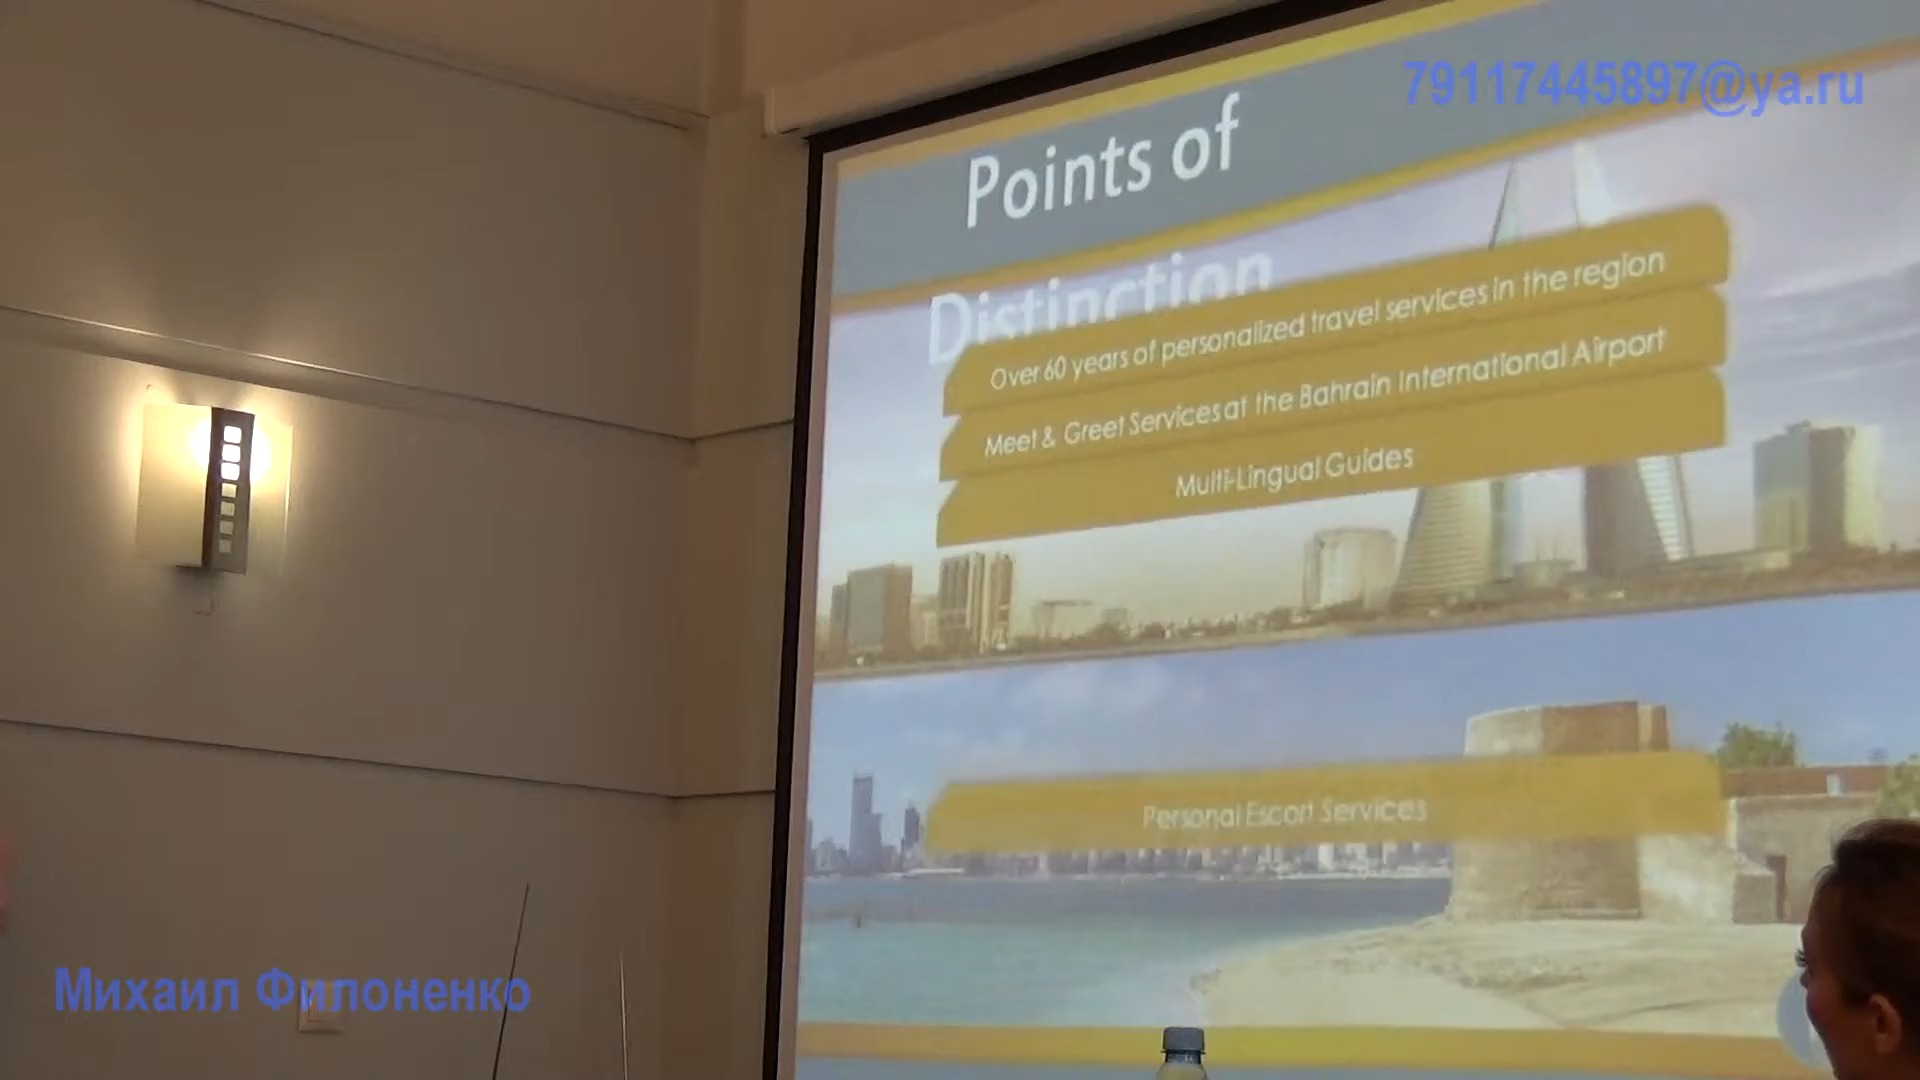 79117445897@ya.ru
Points of
Distinction
Over 60 years of personalized travel services in the region
Meet & Greet Services at the Bahrain International Airport
Multi-Lingual Guides
Personal Escort Services
Михаил Филоненко